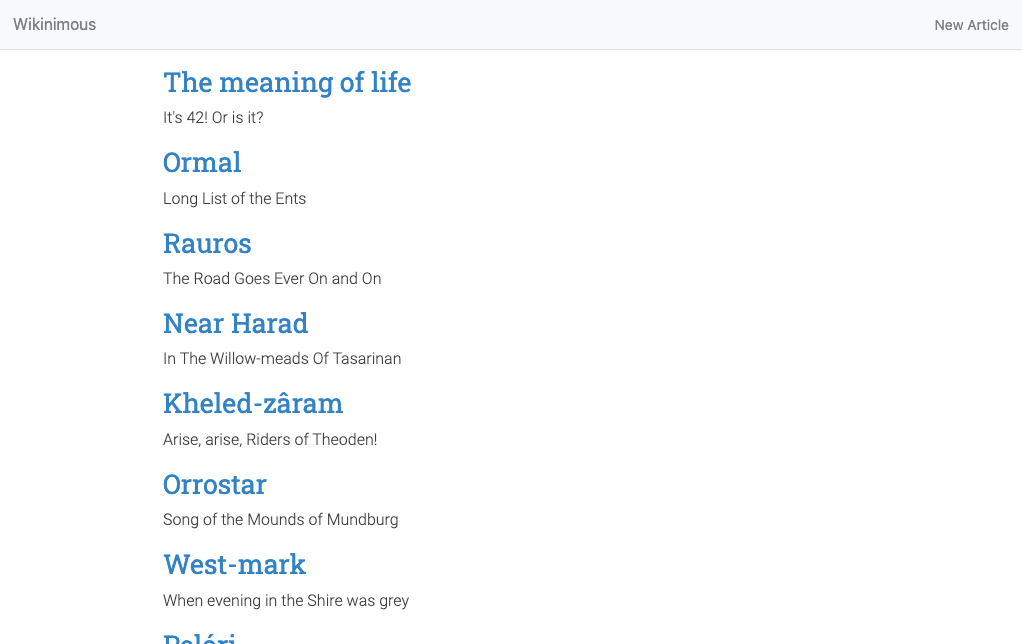 Wikinimous
New Article
The meaning of life
It's 42! Or is it?
Ormal
Long List of the Ents
Rauros
The Road Goes Ever On and On
Near Harad
In The Willow-meads Of Tasarinan
Kheled-zâram
Arise, arise, Riders of Theoden!
Orrostar
Song of the Mounds of Mundburg
West-mark
When evening in the Shire was grey